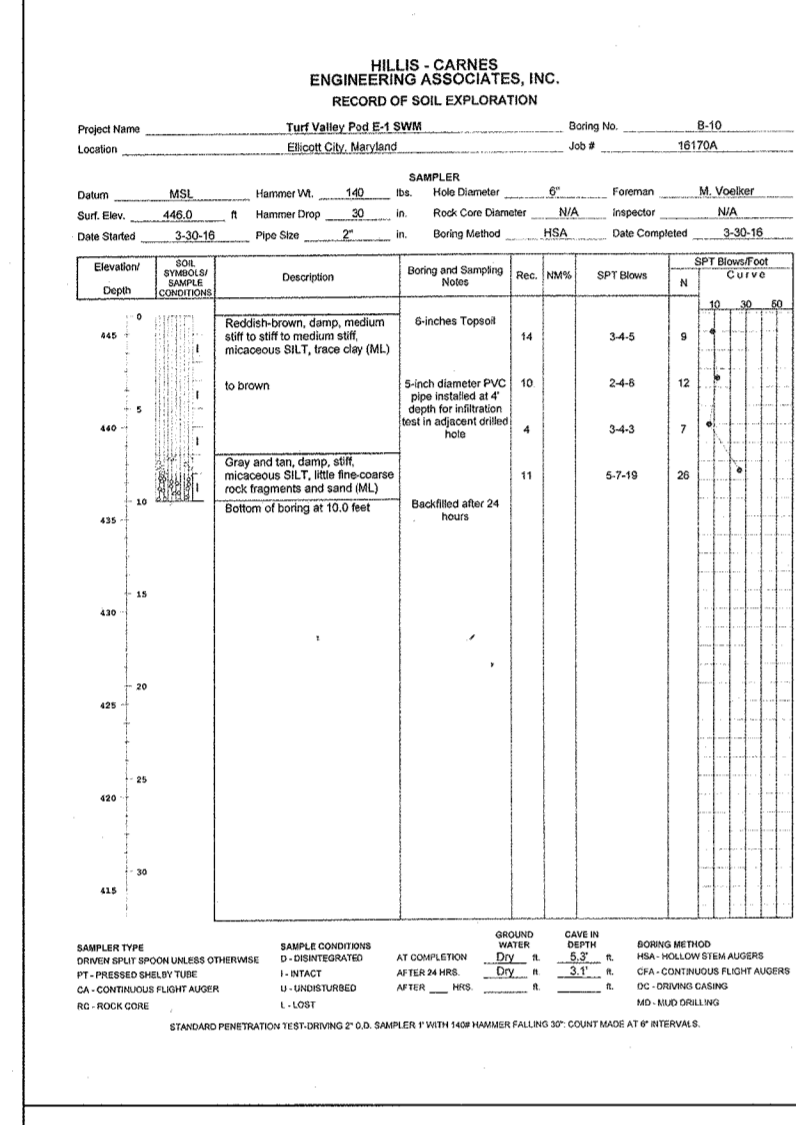 HILLIS - CARNES
ENGINEERING ASSOCIATES, INC.
RECORD OF SOIL EXPLORATION
Project Name Turf Valley Pod E-1 SWM Boring No. B-10
Location Ellicott City, Maryland Job # 16170A
SAMPLER
Datum MSL Hammer Wt. 140 lbs. Hole Diameter 6" Foreman M. Voelker
Surf. Elev. 446.0 ft Hammer Drop 30 in. Rock Core Diameter N/A Inspector N/A
Date Started 3-30-16 Pipe Size 2" in. Boring Method HSA Date Completed 3-30-16
Elevation/
Depth
SOIL
SYMBOLS/
SAMPLE
CONDITIONS
Description
Boring and Sampling
Notes
Rec.
NM%
SPT Blows
SPT Blows/Foot
N
Curve
10 30 50
0
445
Reddish-brown, damp, medium
stiff to stiff to medium stiff,
micaceous SILT, trace clay (ML)
6-inches Topsoil
14 3-4-5 9
to brown
5-inch diameter PVC
pipe installed at 4'
depth for infiltration
test in adjacent drilled
hole
10 2-4-8 12
5
440
4 3-4-3 7
Gray and tan, damp, stiff,
micaceous SILT, little fine-coarse
rock fragments and sand (ML)
11 5-7-19 26
10
Bottom of boring at 10.0 feet
Backfilled after 24
hours
435
15
430
20
425
25
420
30
415
SAMPLER TYPE
DRIVEN SPLIT SPOON UNLESS OTHERWISE
PT - PRESSED SHELBY TUBE
CA - CONTINUOUS FLIGHT AUGER
RC - ROCK CORE
SAMPLE CONDITIONS
D - DISINTEGRATED
I - INTACT
U - UNDISTURBED
L - LOST
GROUND
WATER
CAVE IN
DEPTH
AT COMPLETION Dry ft. 5.3' ft.
AFTER 24 HRS. Dry ft. 3.1' ft.
AFTER ____ HRS. ____ ft. ____ ft.
BORING METHOD
HSA - HOLLOW STEM AUGERS
CFA - CONTINUOUS FLIGHT AUGERS
DC - DRIVING CASING
MD - MUD DRILLING
STANDARD PENETRATION TEST-DRIVING 2" O.D. SAMPLER 1' WITH 140# HAMMER FALLING 30": COUNT MADE AT 6" INTERVALS.